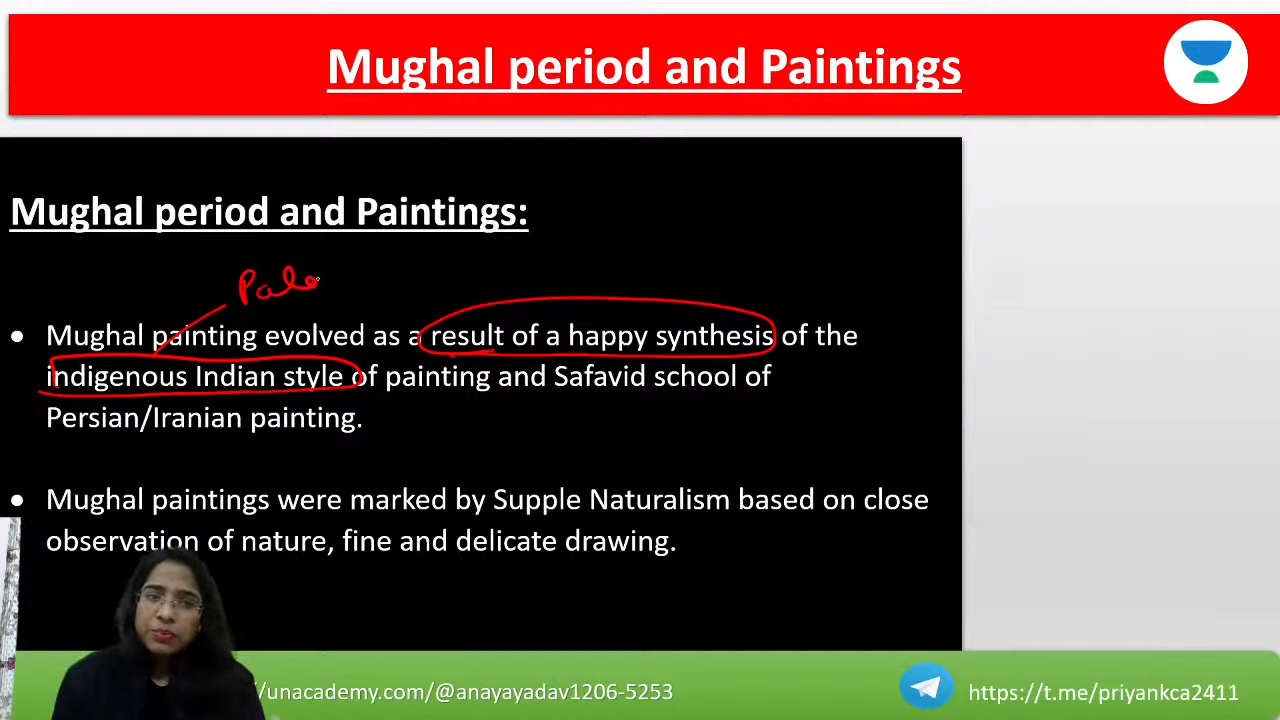 Mughal period and Paintings
Mughal period and Paintings:
Mughal painting evolved as a result of a happy synthesis of the
indigenous Indian style of painting and Safavid school of
Persian/Iranian painting.
Mughal paintings were marked by Supple Naturalism based on close
observation of nature, fine and delicate drawing.
/unacademy.com/@anayayadav1206-5253
https://t.me/priyankca2411